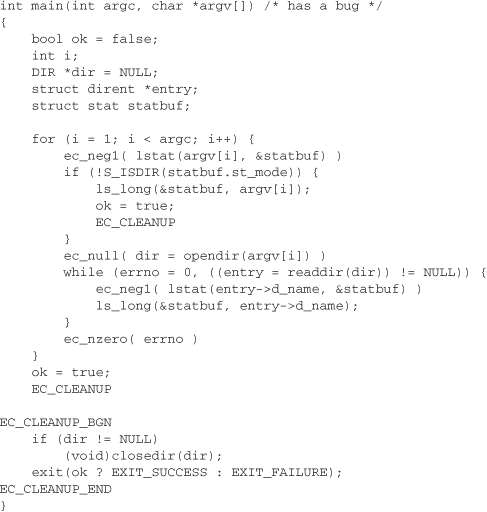 int main(int argc, char *argv[]) /* has a bug */
{
    bool ok = false;
    int i;
    DIR *dir = NULL;
    struct dirent *entry;
    struct stat statbuf;

    for (i = 1; i < argc; i++) {
        ec_neg1( lstat(argv[i], &statbuf) )
        if (!S_ISDIR(statbuf.st_mode)) {
            ls_long(&statbuf, argv[i]);
            ok = true;
            EC_CLEANUP
        }
        ec_null( dir = opendir(argv[i]) )
        while (errno = 0, ((entry = readdir(dir)) != NULL)) {
            ec_neg1( lstat(entry->d_name, &statbuf) )
            ls_long(&statbuf, entry->d_name);
        }
        ec_nzero( errno )
    }
    ok = true;
    EC_CLEANUP

EC_CLEANUP_BGN
    if (dir != NULL)
        (void)closedir(dir);
    exit(ok ? EXIT_SUCCESS : EXIT_FAILURE);
EC_CLEANUP_END
}